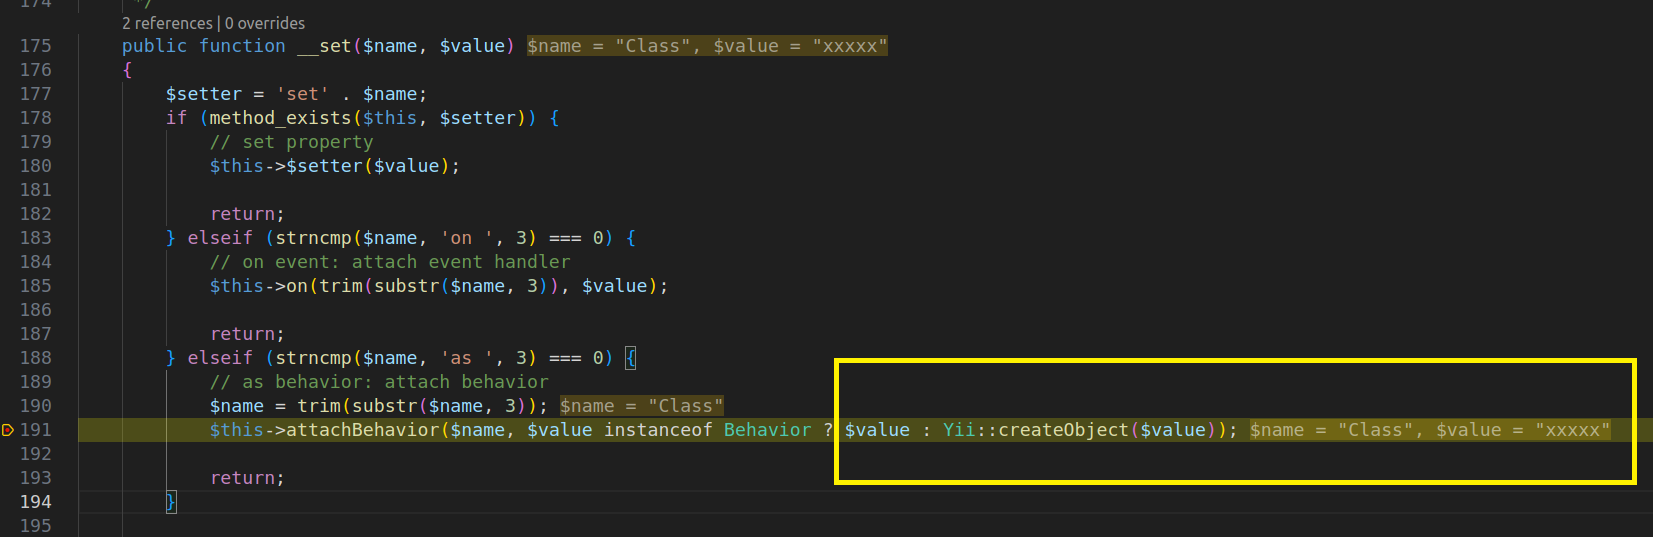 174 */
2 references | 0 overrides
175 public function __set($name, $value) $name = "Class", $value = "xxxxx"
176 {
177 $setter = 'set' . $name;
178 if (method_exists($this, $setter)) {
179 // set property
180 $this->$setter($value);
181
182 return;
183 } elseif (strncmp($name, 'on ', 3) === 0) {
184 // on event: attach event handler
185 $this->on(trim(substr($name, 3)), $value);
186
187 return;
188 } elseif (strncmp($name, 'as ', 3) === 0) {
189 // as behavior: attach behavior
190 $name = trim(substr($name, 3)); $name = "Class"
191 $this->attachBehavior($name, $value instanceof Behavior ? $value : Yii::createObject($value)); $name = "Class", $value = "xxxxx"
192
193 return;
194 }
195